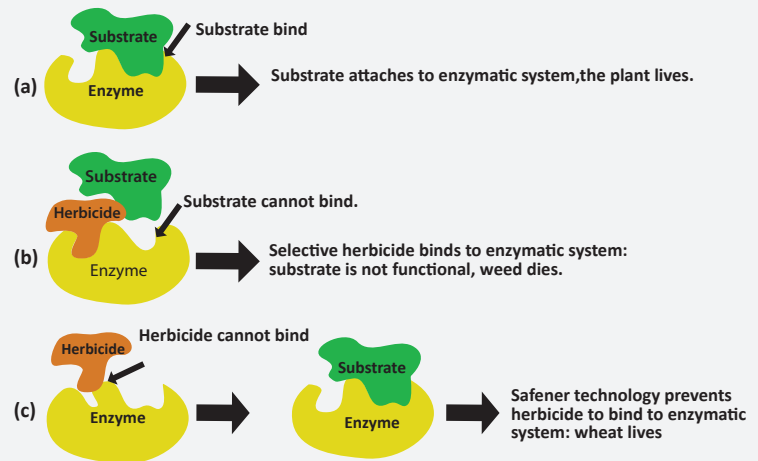 Substrate
Substrate bind
(a)
Enzyme
Substrate attaches to enzymatic system,the plant lives.
Substrate
Herbicide
Substrate cannot bind.
(b)
Enzyme
Selective herbicide binds to enzymatic system:
substrate is not functional, weed dies.
Herbicide cannot bind
Herbicide
Substrate
(c)
Enzyme
Enzyme
Safener technology prevents
herbicide to bind to enzymatic
system: wheat lives